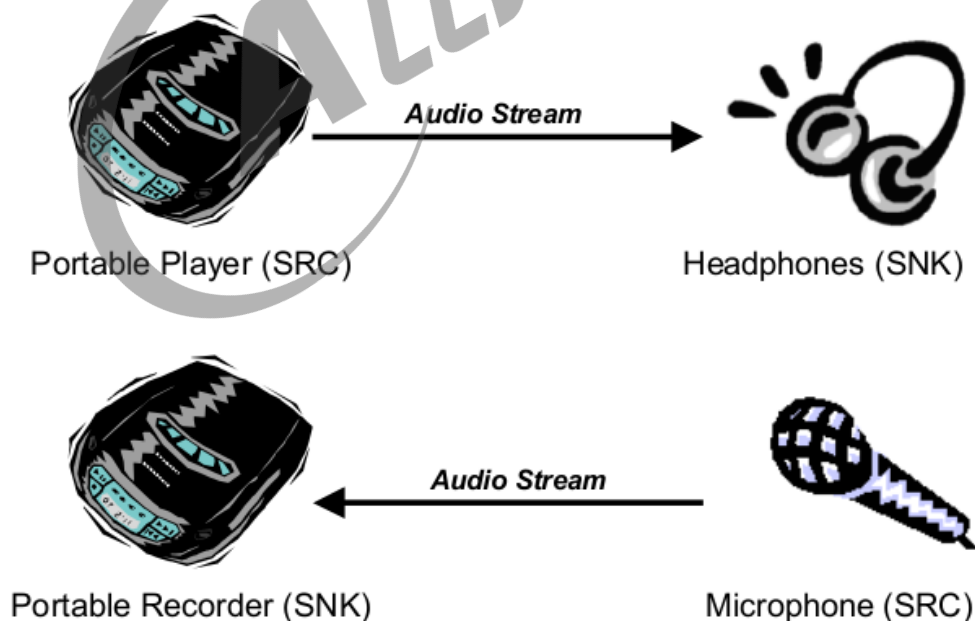 Audio Stream
Portable Player (SRC)
Headphones (SNK)
Audio Stream
Portable Recorder (SNK)
Microphone (SRC)